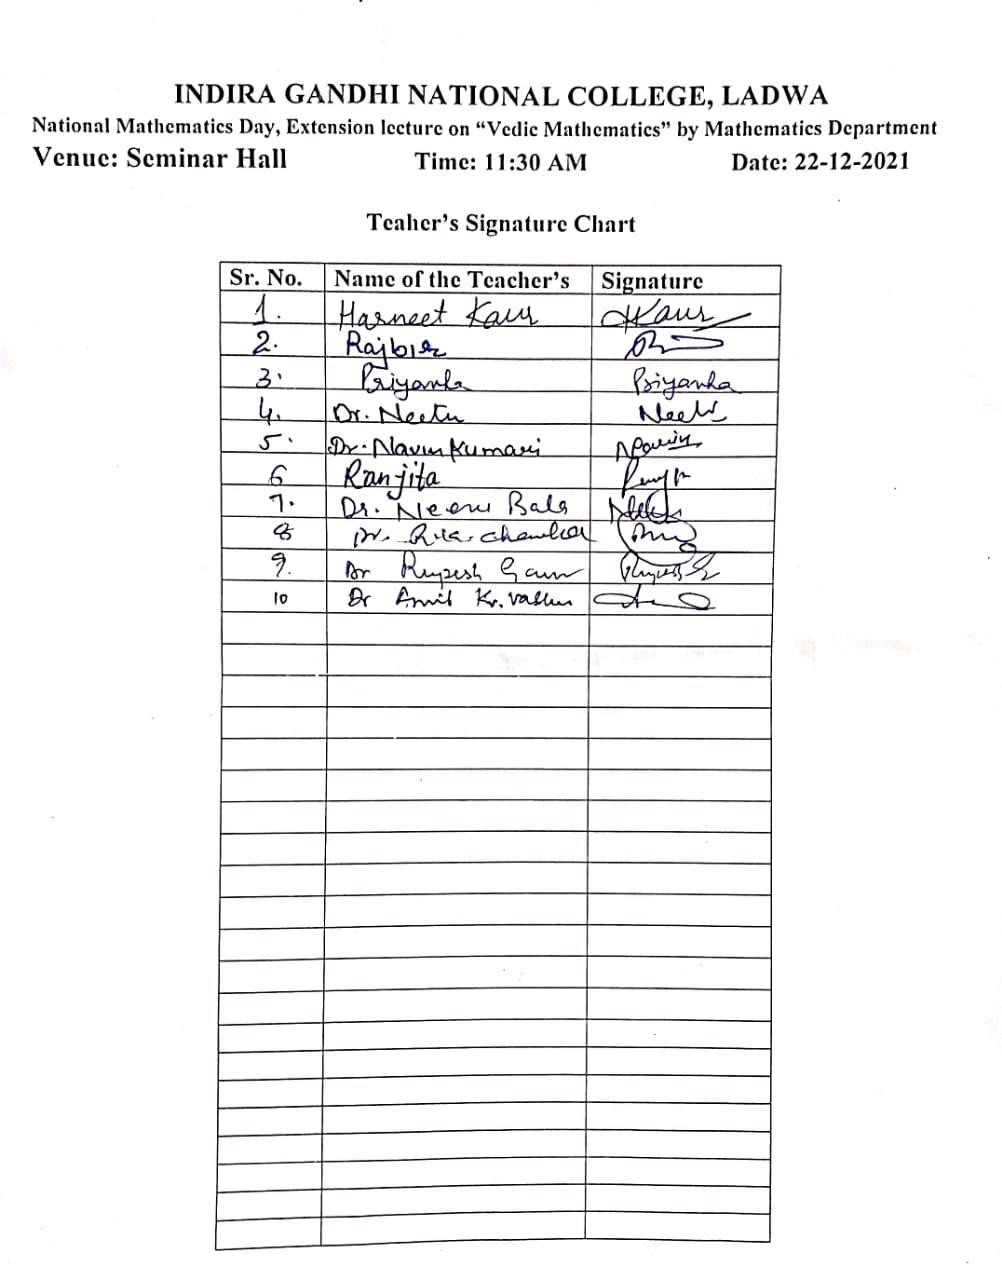 INDIRA GANDHI NATIONAL COLLEGE, LADWA
National Mathematics Day, Extension lecture on “Vedic Mathematics” by Mathematics Department
Venue: Seminar Hall Time: 11:30 AM Date: 22-12-2021
Teaher’s Signature Chart
Sr. No. Name of the Teacher’s Signature
1. Harneet Kaur Kaur
2. Rajbir
3. Priyanka Priyanka
4. Dr. Neetu Neetu
5. Dr. Navin Kumari
6 Ranjita
7. Dr. Neeru Bala
8 Dr.
9. Dr Rupesh Gaur
10 Dr Amit Kr.